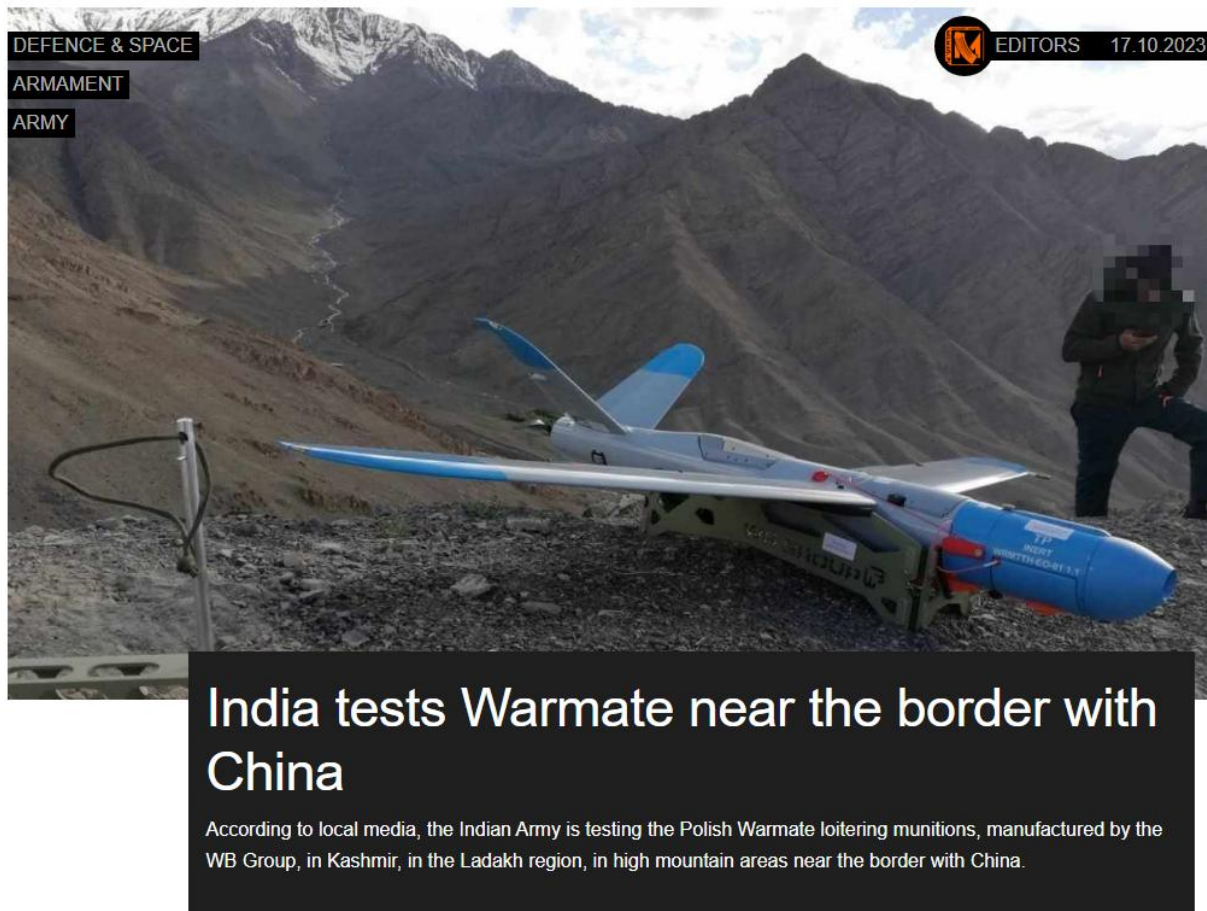 DEFENCE & SPACE
EDITORS 17.10.2023
ARMAMENT
ARMY
TP
INERT
India tests Warmate near the border with
China
According to local media, the Indian Army is testing the Polish Warmate loitering munitions, manufactured by the
WB Group, in Kashmir, in the Ladakh region, in high mountain areas near the border with China.